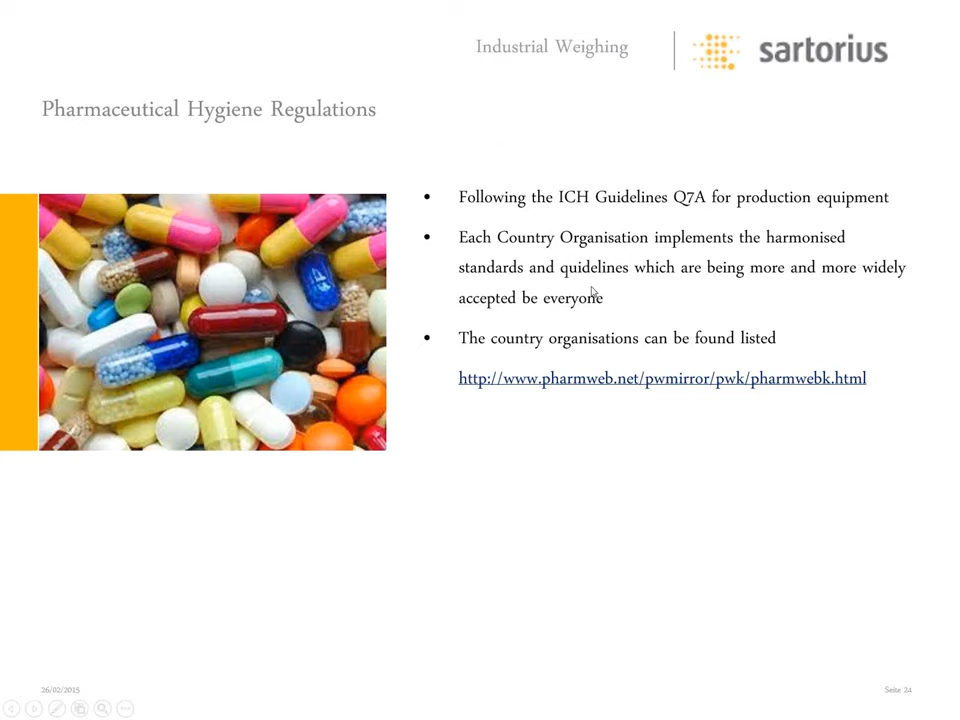 Industrial Weighing
sartorius
Pharmaceutical Hygiene Regulations
• Following the ICH Guidelines Q7A for production equipment
• Each Country Organisation implements the harmonised
standards and quidelines which are being more and more widely
accepted be everyone
• The country organisations can be found listed
http://www.pharmweb.net/pwmirror/pwk/pharmwebk.html
26/02/2015
Seite 24